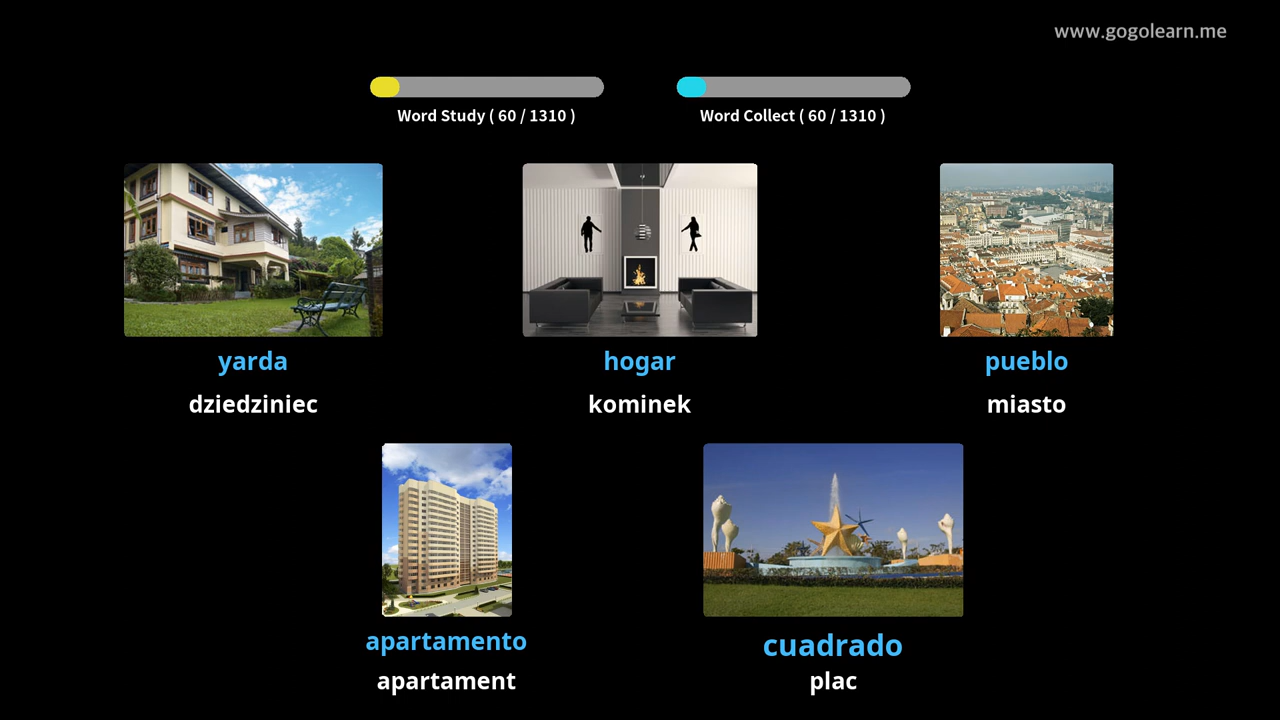 www.gogolearn.me
Word Study ( 60 / 1310 )
Word Collect ( 60 / 1310 )
yarda
dziedziniec
hogar
kominek
pueblo
miasto
apartamento
apartament
cuadrado
plac